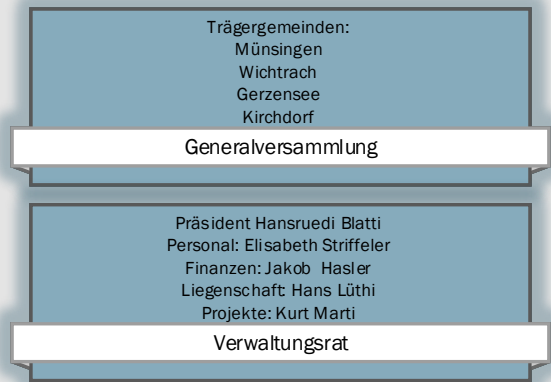 Trägergemeinden:
Münsingen
Wichtrach
Gerzensee
Kirchdorf
Generalversammlung
Präsident Hansruedi Blatti
Personal: Elisabeth Striffeler
Finanzen: Jakob Hasler
Liegenschaft: Hans Lüthi
Projekte: Kurt Marti
Verwaltungsrat